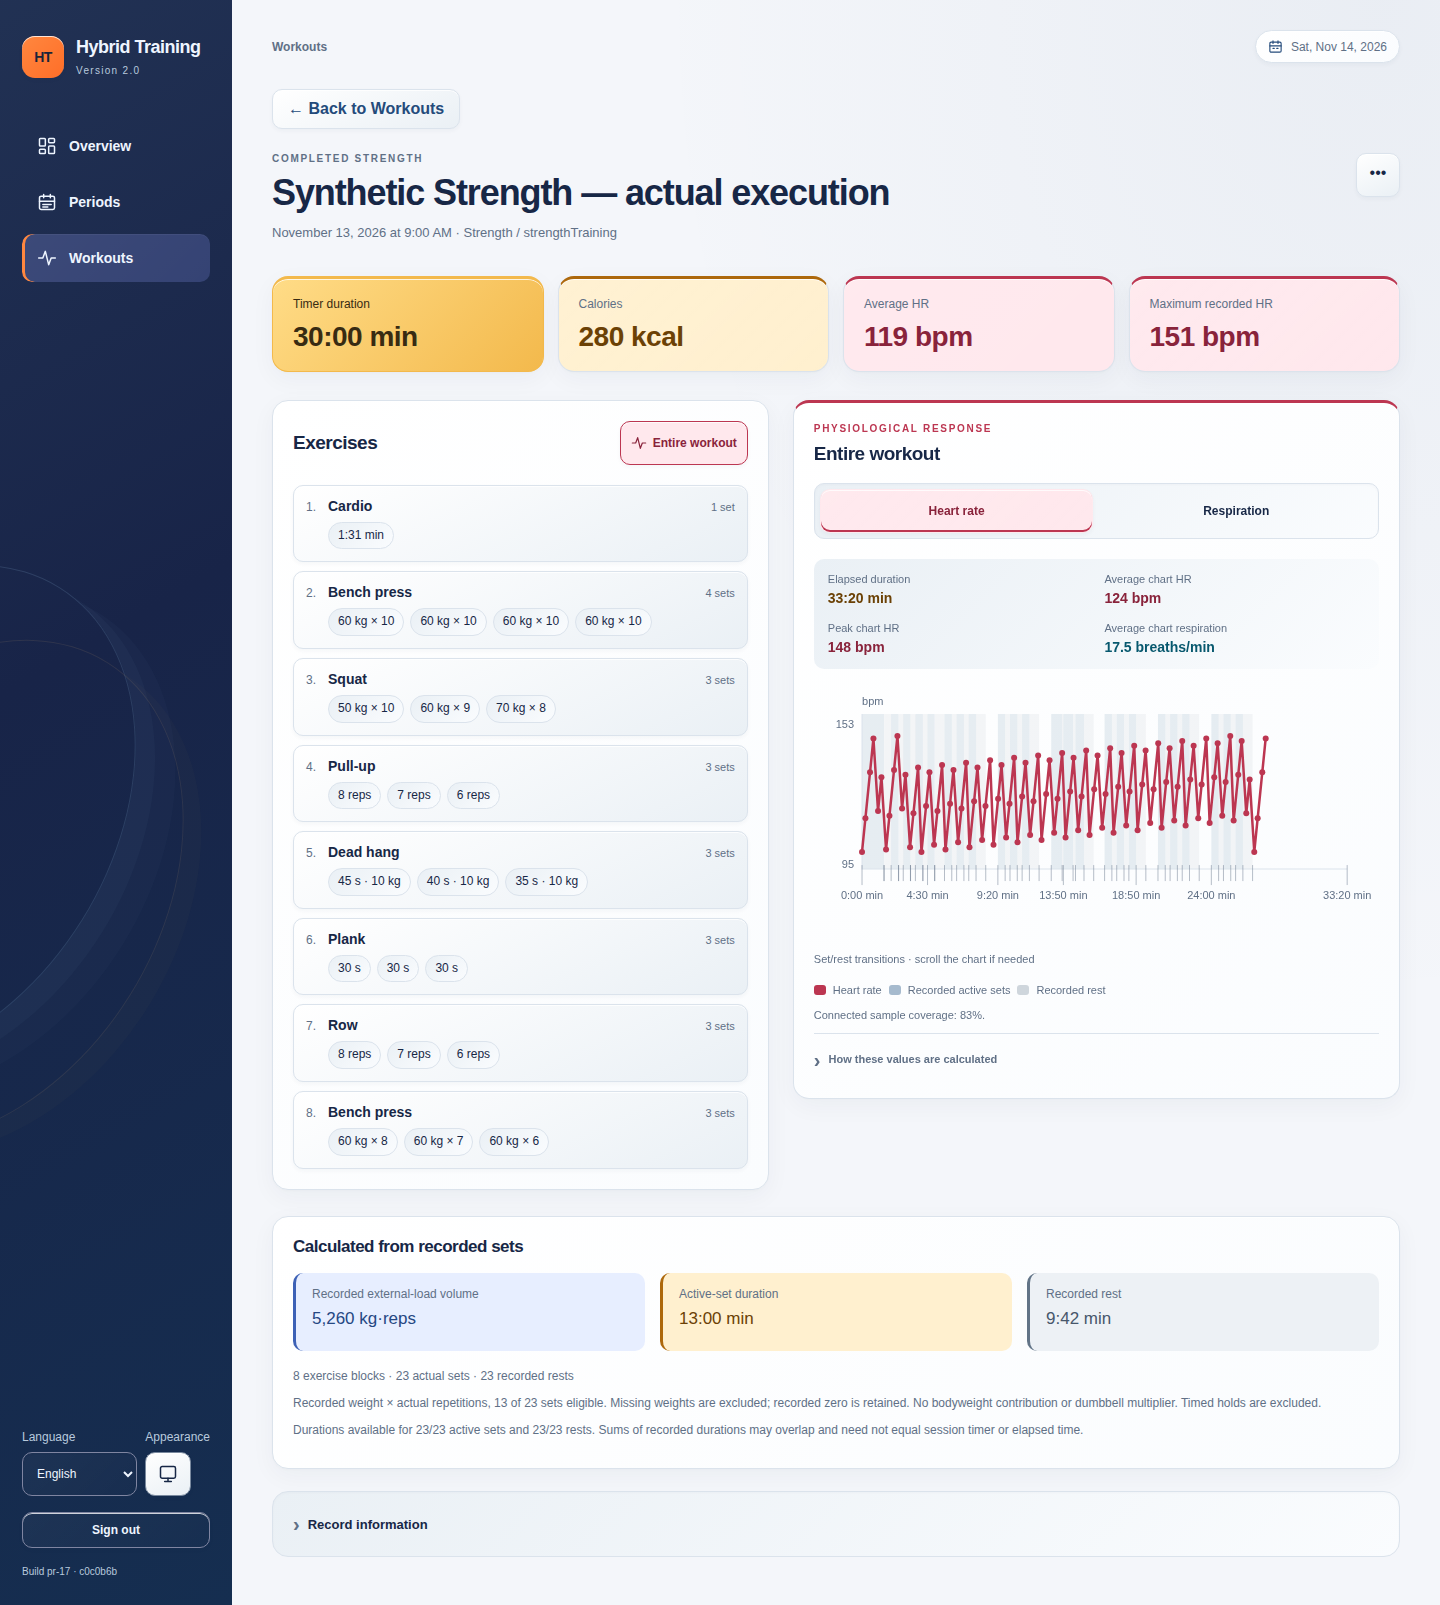 HT
Hybrid Training
Version 2.0
Overview
Periods
Workouts
Language
Appearance
English
Sign out
Build pr-17 · c0c0b6b
Workouts
Sat, Nov 14, 2026
← Back to Workouts
COMPLETED STRENGTH
Synthetic Strength — actual execution
•••
November 13, 2026 at 9:00 AM · Strength / strengthTraining
Timer duration
30:00 min
Calories
280 kcal
Average HR
119 bpm
Maximum recorded HR
151 bpm
Exercises
Entire workout
1. Cardio 1 set
1:31 min
2. Bench press 4 sets
60 kg × 10 60 kg × 10 60 kg × 10 60 kg × 10
3. Squat 3 sets
50 kg × 10 60 kg × 9 70 kg × 8
4. Pull-up 3 sets
8 reps 7 reps 6 reps
5. Dead hang 3 sets
45 s · 10 kg 40 s · 10 kg 35 s · 10 kg
6. Plank 3 sets
30 s 30 s 30 s
7. Row 3 sets
8 reps 7 reps 6 reps
8. Bench press 3 sets
60 kg × 8 60 kg × 7 60 kg × 6
PHYSIOLOGICAL RESPONSE
Entire workout
Heart rate Respiration
Elapsed duration
33:20 min
Average chart HR
124 bpm
Peak chart HR
148 bpm
Average chart respiration
17.5 breaths/min
bpm
153
95
0:00 min 4:30 min 9:20 min 13:50 min 18:50 min 24:00 min 33:20 min
Set/rest transitions · scroll the chart if needed
Heart rate Recorded active sets Recorded rest
Connected sample coverage: 83%.
› How these values are calculated
Calculated from recorded sets
Recorded external-load volume
5,260 kg·reps
Active-set duration
13:00 min
Recorded rest
9:42 min
8 exercise blocks · 23 actual sets · 23 recorded rests
Recorded weight × actual repetitions, 13 of 23 sets eligible. Missing weights are excluded; recorded zero is retained. No bodyweight contribution or dumbbell multiplier. Timed holds are excluded.
Durations available for 23/23 active sets and 23/23 rests. Sums of recorded durations may overlap and need not equal session timer or elapsed time.
› Record information